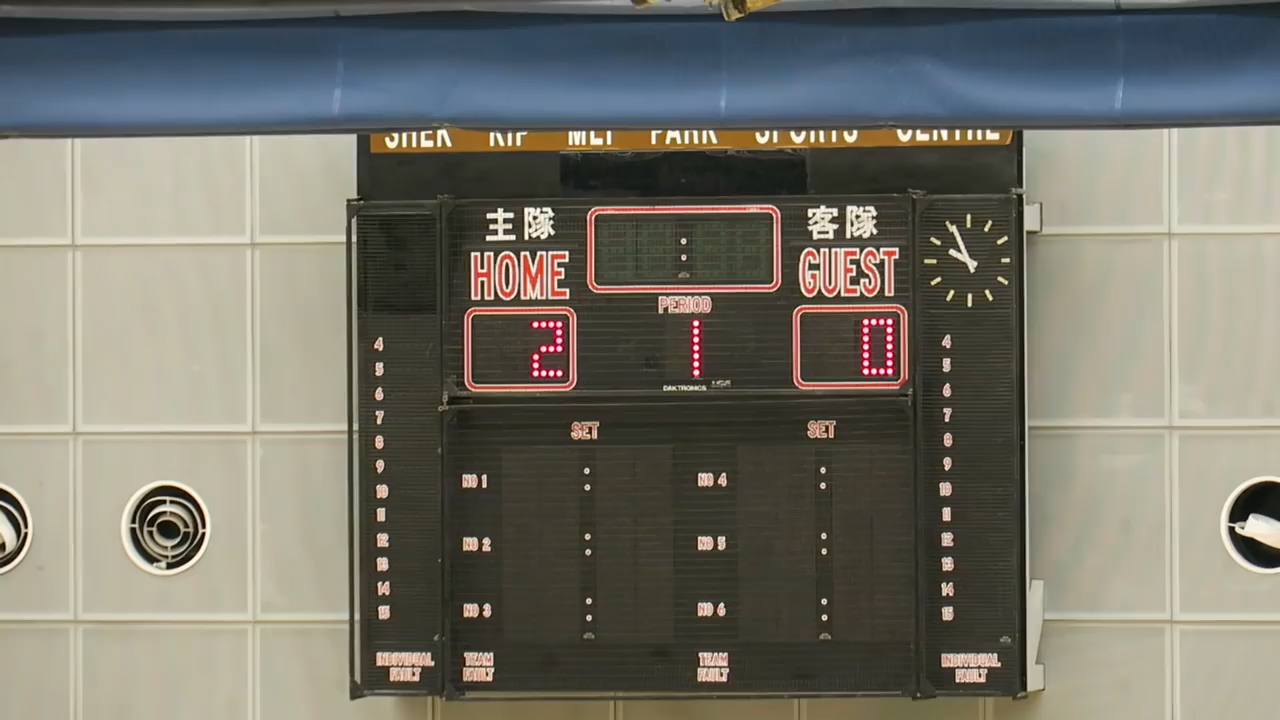 SHEK KIP MEI PARK SPORTS CENTRE
主隊 客隊
HOME GUEST
PERIOD
2 1 0
DAKTRONICS
4 4
5 5
6 6
7 7
8 8
9 9
10 10
11 11
12 12
13 13
14 14
15 15
SET SET
NO 1 NO 4
NO 2 NO 5
NO 3 NO 6
INDIVIDUAL FAULT
TEAM FAULT
TEAM FAULT
INDIVIDUAL FAULT